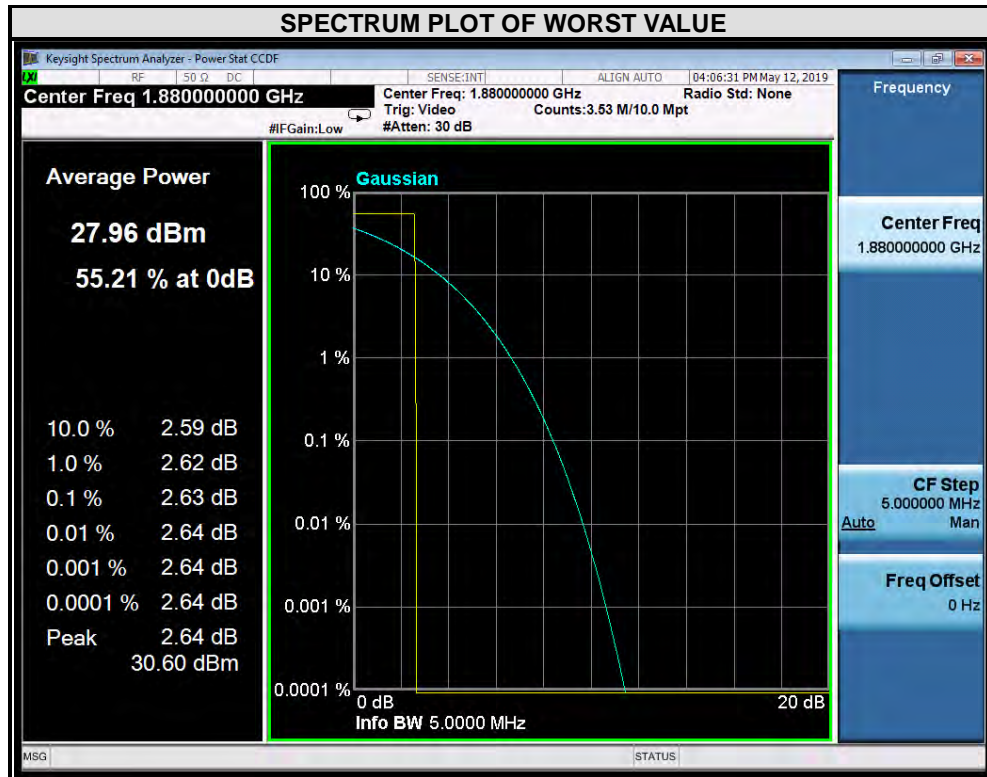 SPECTRUM PLOT OF WORST VALUE
Keysight Spectrum Analyzer - Power Stat CCDF
LXI RF 50 Ω DC SENSE:INT ALIGN AUTO 04:06:31 PM May 12, 2019
Center Freq 1.880000000 GHz
Center Freq: 1.880000000 GHz Radio Std: None
Trig: Video Counts:3.53 M/10.0 Mpt
#IFGain:Low #Atten: 30 dB
Frequency
Average Power
27.96 dBm
55.21 % at 0dB
10.0 % 2.59 dB
1.0 % 2.62 dB
0.1 % 2.63 dB
0.01 % 2.64 dB
0.001 % 2.64 dB
0.0001 % 2.64 dB
Peak 2.64 dB
30.60 dBm
Gaussian
100 %
10 %
1 %
0.1 %
0.01 %
0.001 %
0.0001 %
0 dB 20 dB
Info BW 5.0000 MHz
Center Freq
1.880000000 GHz
CF Step
5.000000 MHz
Auto Man
Freq Offset
0 Hz
MSG STATUS